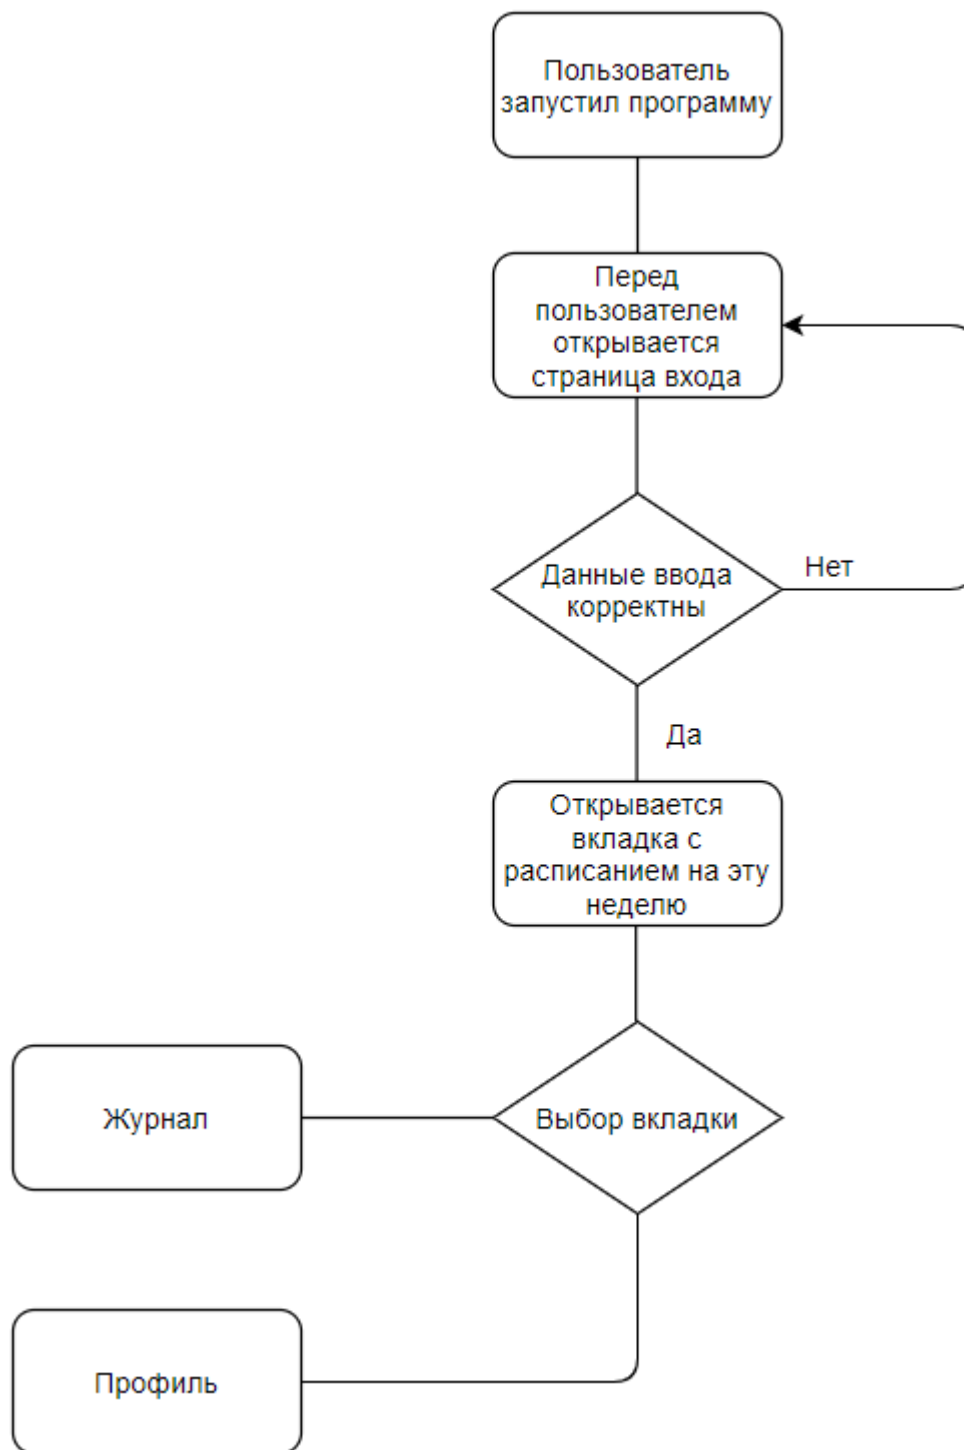 Пользователь
запустил программу
Перед
пользователем
открывается
страница входа
Данные ввода
корректны
Нет
Да
Открывается
вкладка с
расписанием на эту
неделю
Журнал
Выбор вкладки
Профиль